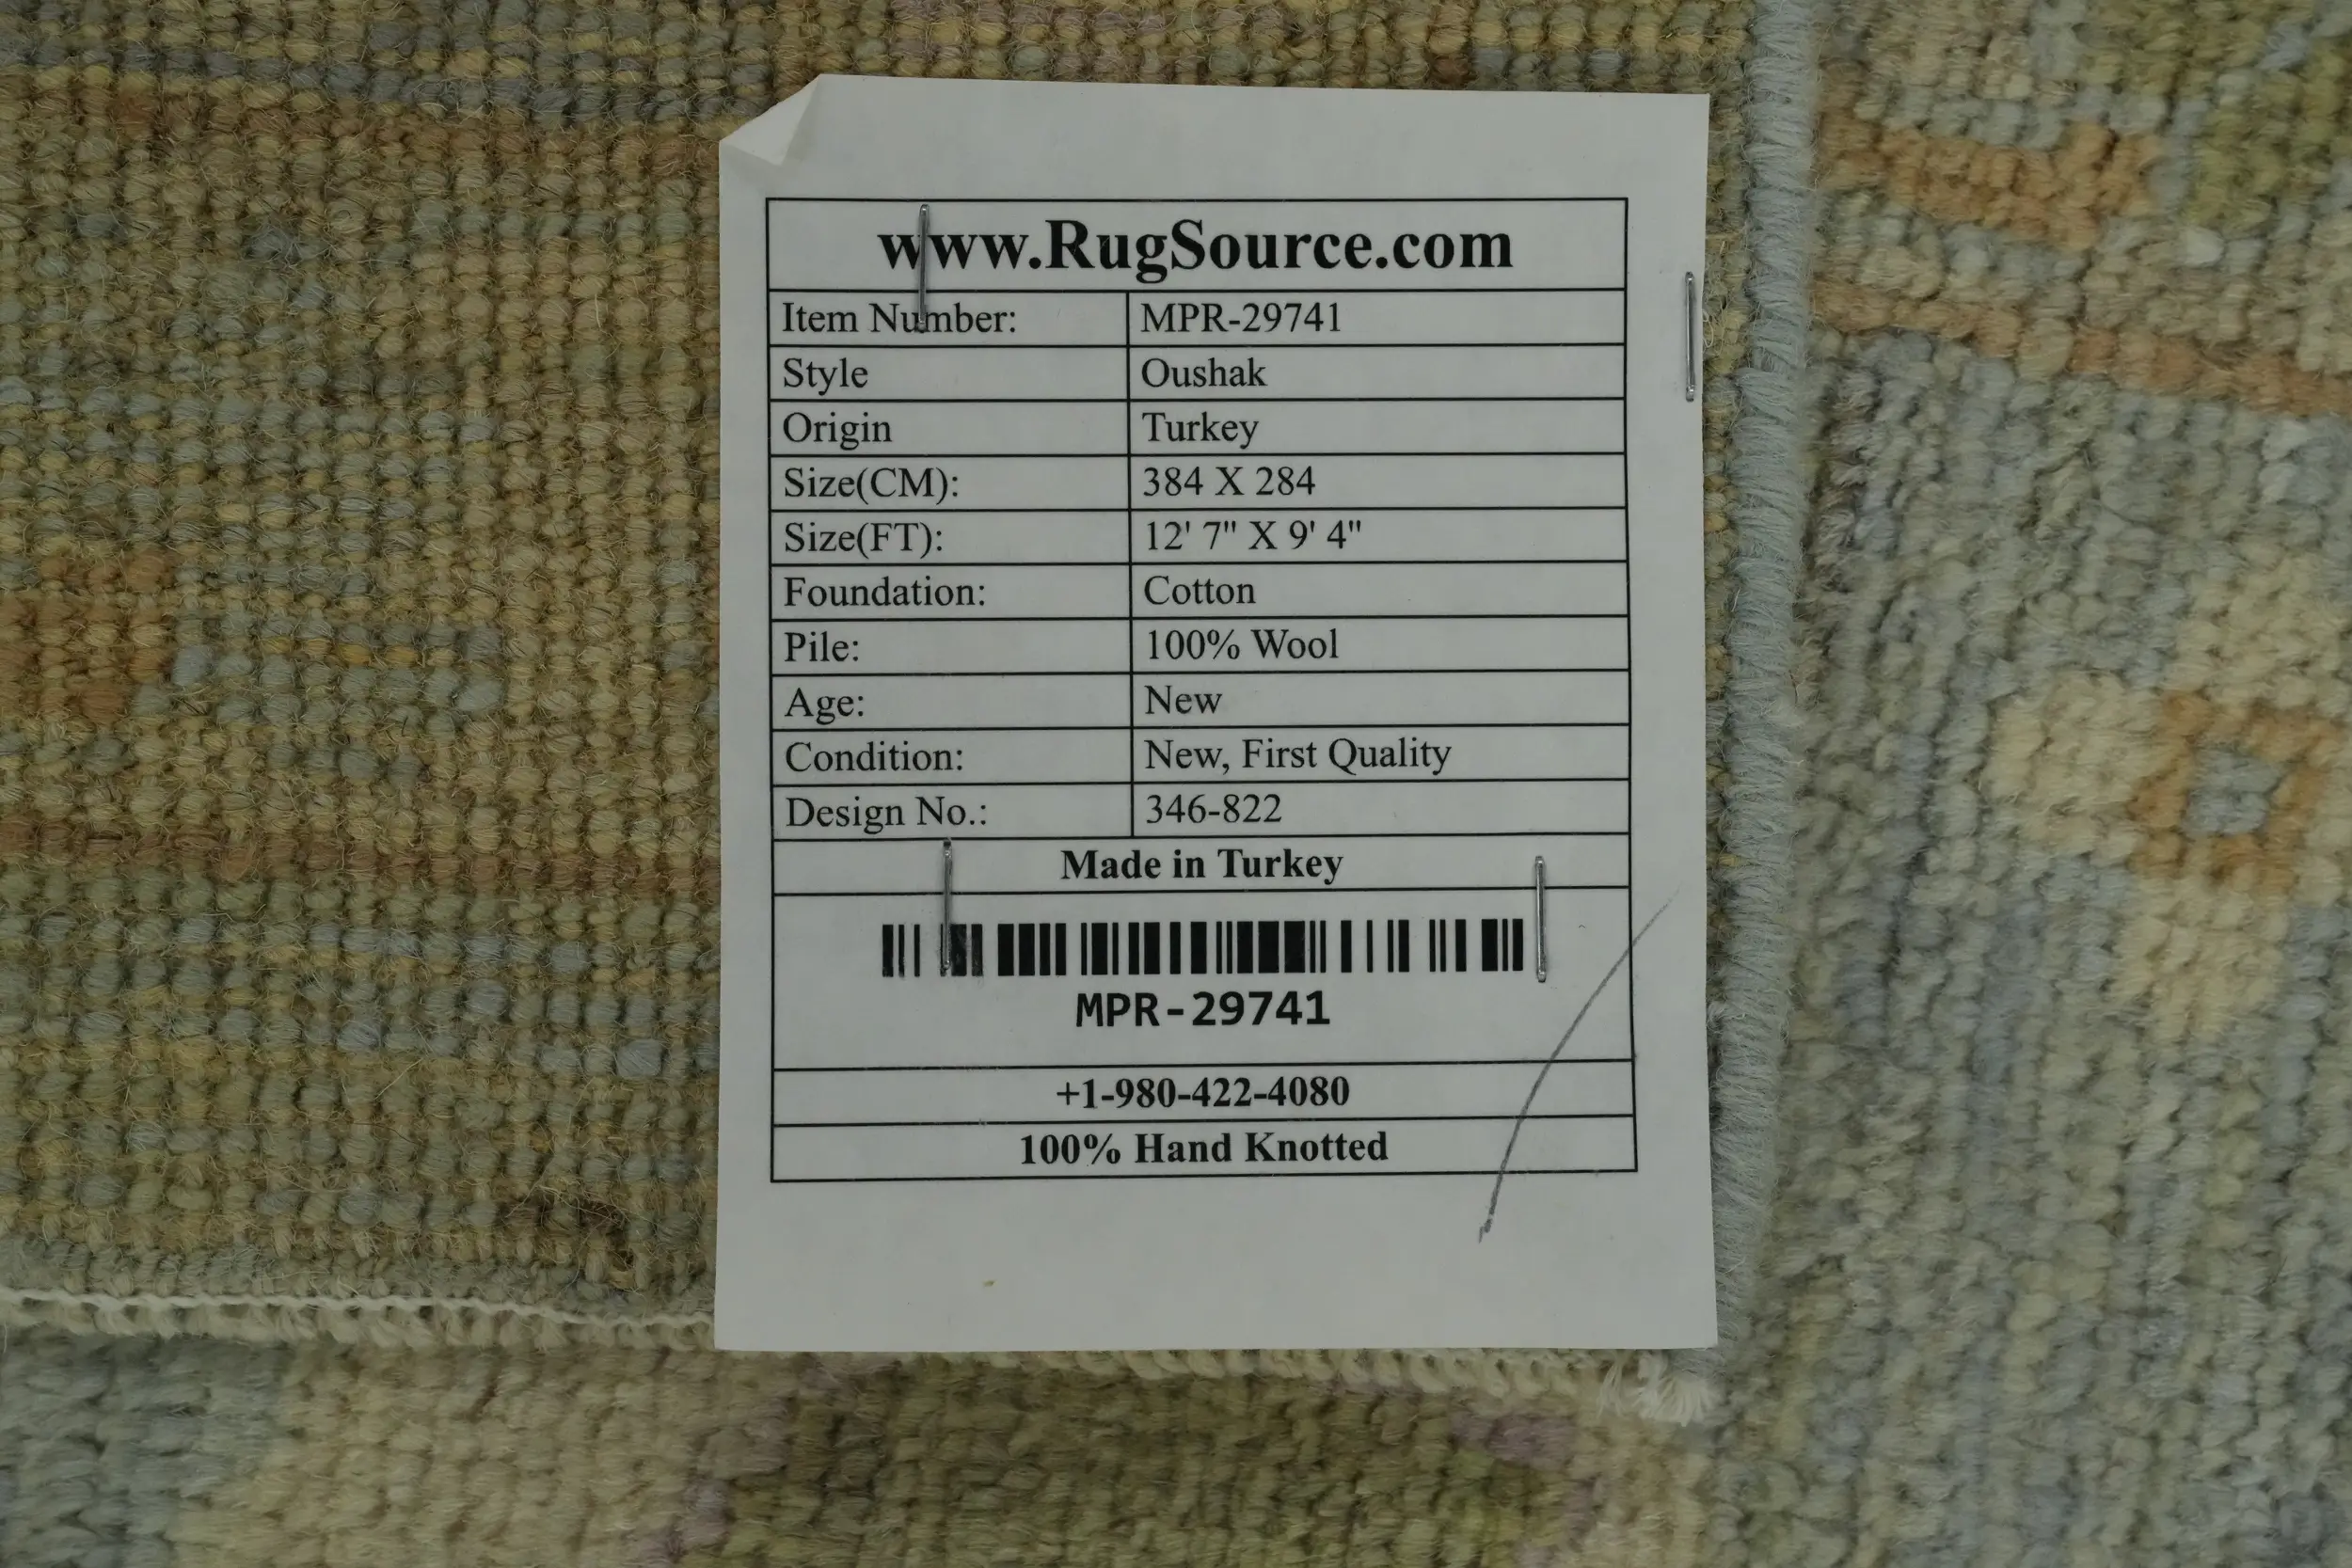 www.RugSource.com
Item Number: MPR-29741
Style Oushak
Origin Turkey
Size(CM): 384 X 284
Size(FT): 12' 7" X 9' 4"
Foundation: Cotton
Pile: 100% Wool
Age: New
Condition: New, First Quality
Design No.: 346-822
Made in Turkey
MPR-29741
+1-980-422-4080
100% Hand Knotted